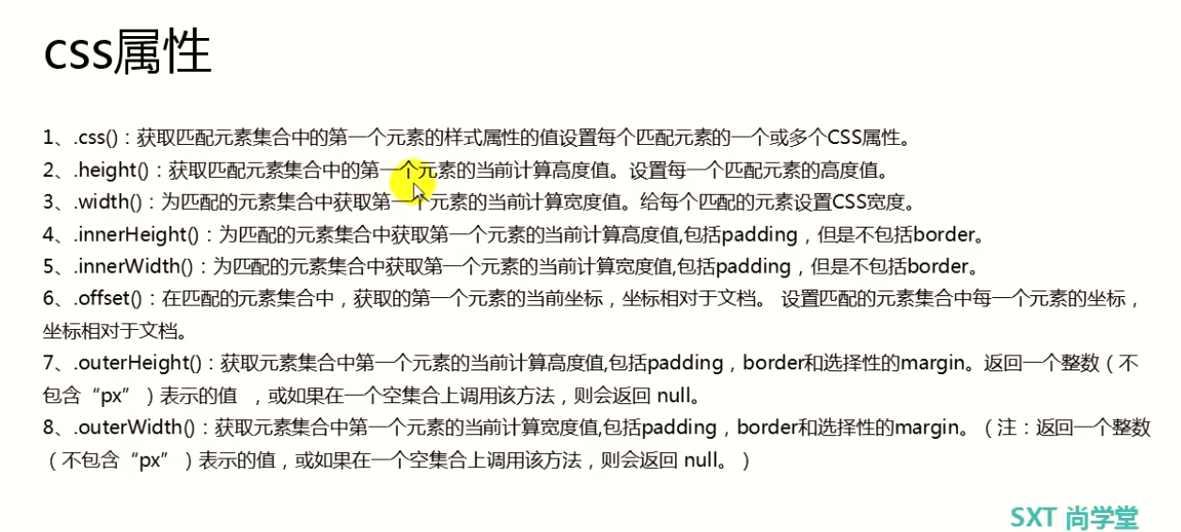 css属性
1、.css()：获取匹配元素集合中的第一个元素的样式属性的值设置每个匹配元素的一个或多个CSS属性。
2、.height()：获取匹配元素集合中的第一个元素的当前计算高度值。设置每一个匹配元素的高度值。
3、.width()：为匹配的元素集合中获取第一个元素的当前计算宽度值。给每个匹配的元素设置CSS宽度。
4、.innerHeight()：为匹配的元素集合中获取第一个元素的当前计算高度值,包括padding，但是不包括border。
5、.innerWidth()：为匹配的元素集合中获取第一个元素的当前计算宽度值,包括padding，但是不包括border。
6、.offset()：在匹配的元素集合中，获取的第一个元素的当前坐标，坐标相对于文档。 设置匹配的元素集合中每一个元素的坐标，
坐标相对于文档。
7、.outerHeight()：获取元素集合中第一个元素的当前计算高度值,包括padding，border和选择性的margin。返回一个整数（不
包含“px”）表示的值 ，或如果在一个空集合上调用该方法，则会返回 null。
8、.outerWidth()：获取元素集合中第一个元素的当前计算宽度值,包括padding，border和选择性的margin。（注：返回一个整数
（不包含“px”）表示的值，或如果在一个空集合上调用该方法，则会返回 null。）
SXT 尚学堂